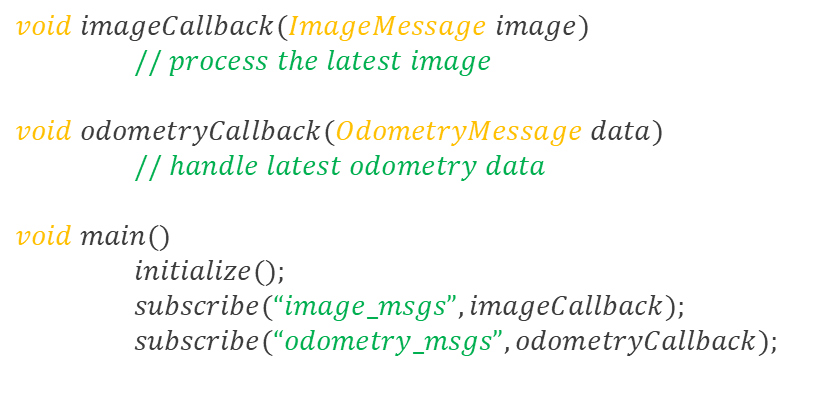 void imageCallback(ImageMessage image)
// process the latest image
void odometryCallback(OdometryMessage data)
// handle latest odometry data
void main()
initialize();
subscribe(“image_msgs”, imageCallback);
subscribe(“odometry_msgs”, odometryCallback);